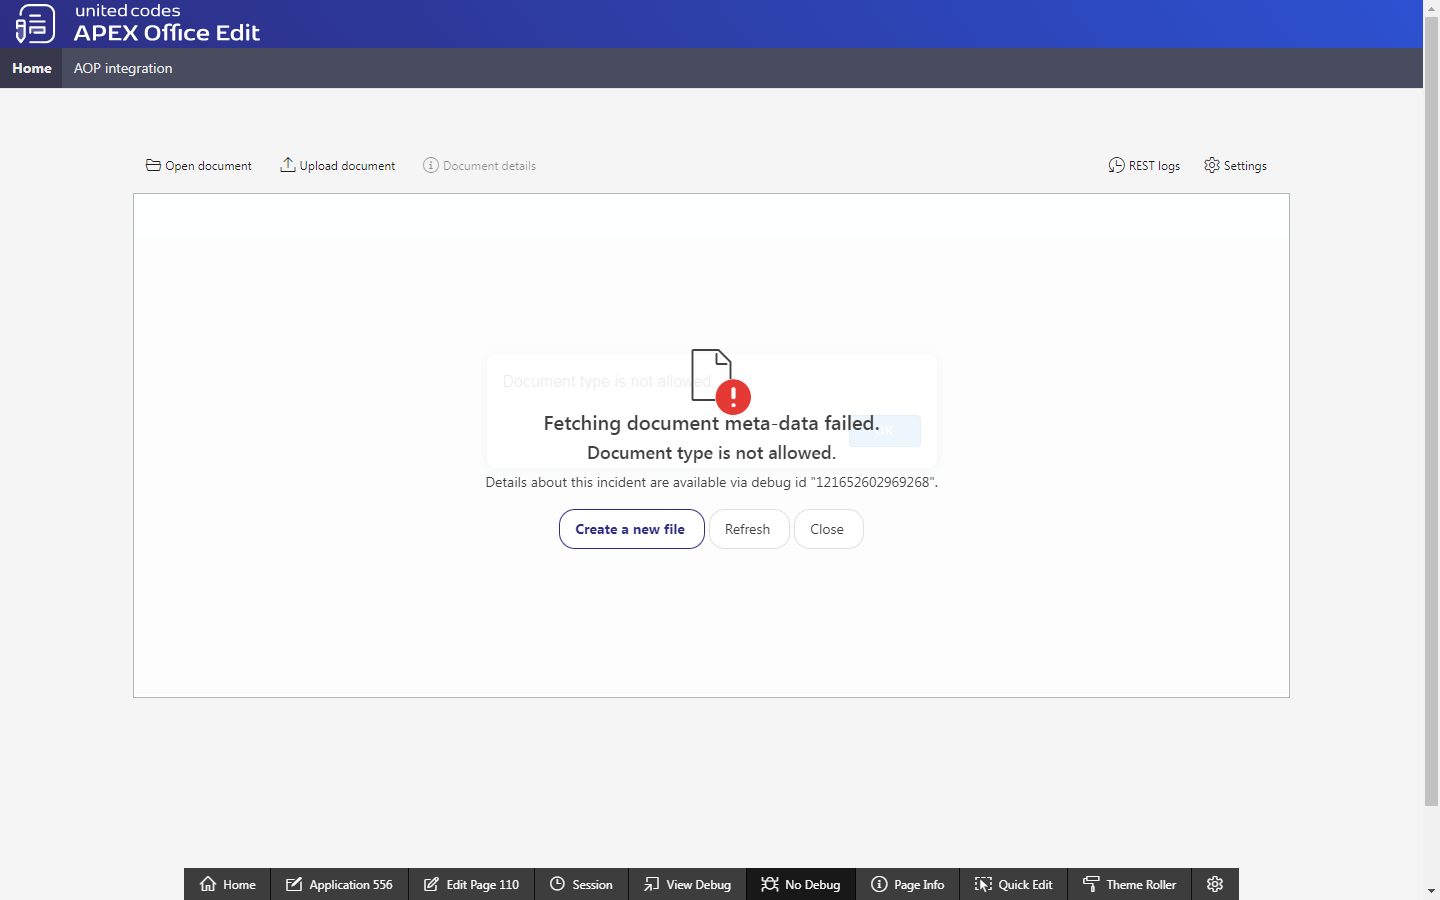 united codes
APEX Office Edit
Home
AOP integration
Open document
Upload document
Document details
REST logs
Settings
Document type is not allowed.
OK
Fetching document meta-data failed.
Document type is not allowed.
Details about this incident are available via debug id "121652602969268".
Create a new file
Refresh
Close
Home
Application 556
Edit Page 110
Session
View Debug
No Debug
Page Info
Quick Edit
Theme Roller